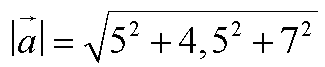 |a⃗| = √5² + 4,5² + 7²